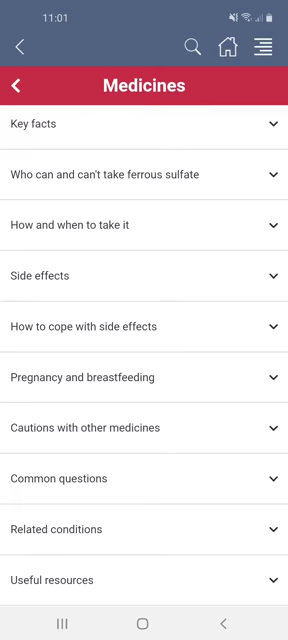 11:01
Medicines
Key facts
Who can and can't take ferrous sulfate
How and when to take it
Side effects
How to cope with side effects
Pregnancy and breastfeeding
Cautions with other medicines
Common questions
Related conditions
Useful resources